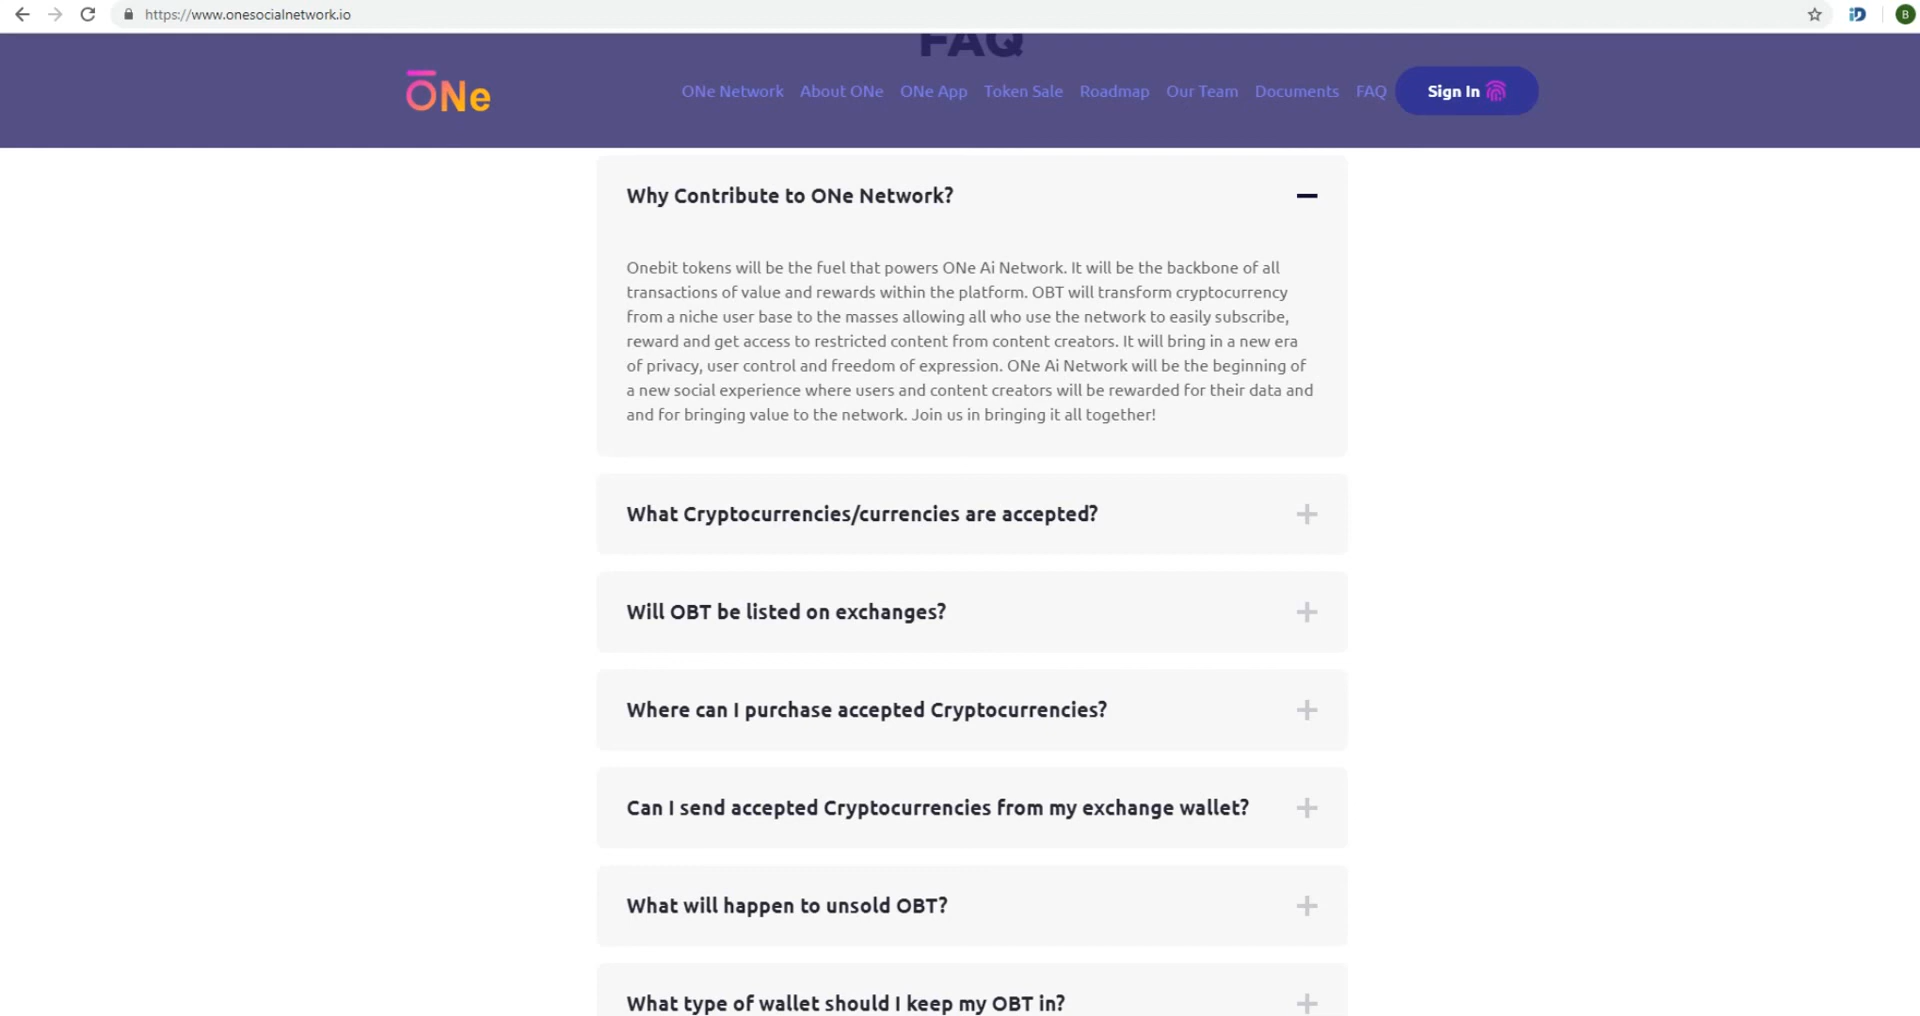 https://www.onesocialnetwork.io
B
FAQ
ONe
ONe Network About ONe ONe App Token Sale Roadmap Our Team Documents FAQ Sign In
Why Contribute to ONe Network?
Onebit tokens will be the fuel that powers ONe Ai Network. It will be the backbone of all
transactions of value and rewards within the platform. OBT will transform cryptocurrency
from a niche user base to the masses allowing all who use the network to easily subscribe,
reward and get access to restricted content from content creators. It will bring in a new era
of privacy, user control and freedom of expression. ONe Ai Network will be the beginning of
a new social experience where users and content creators will be rewarded for their data and
and for bringing value to the network. Join us in bringing it all together!
What Cryptocurrencies/currencies are accepted?
Will OBT be listed on exchanges?
Where can I purchase accepted Cryptocurrencies?
Can I send accepted Cryptocurrencies from my exchange wallet?
What will happen to unsold OBT?
What type of wallet should I keep my OBT in?